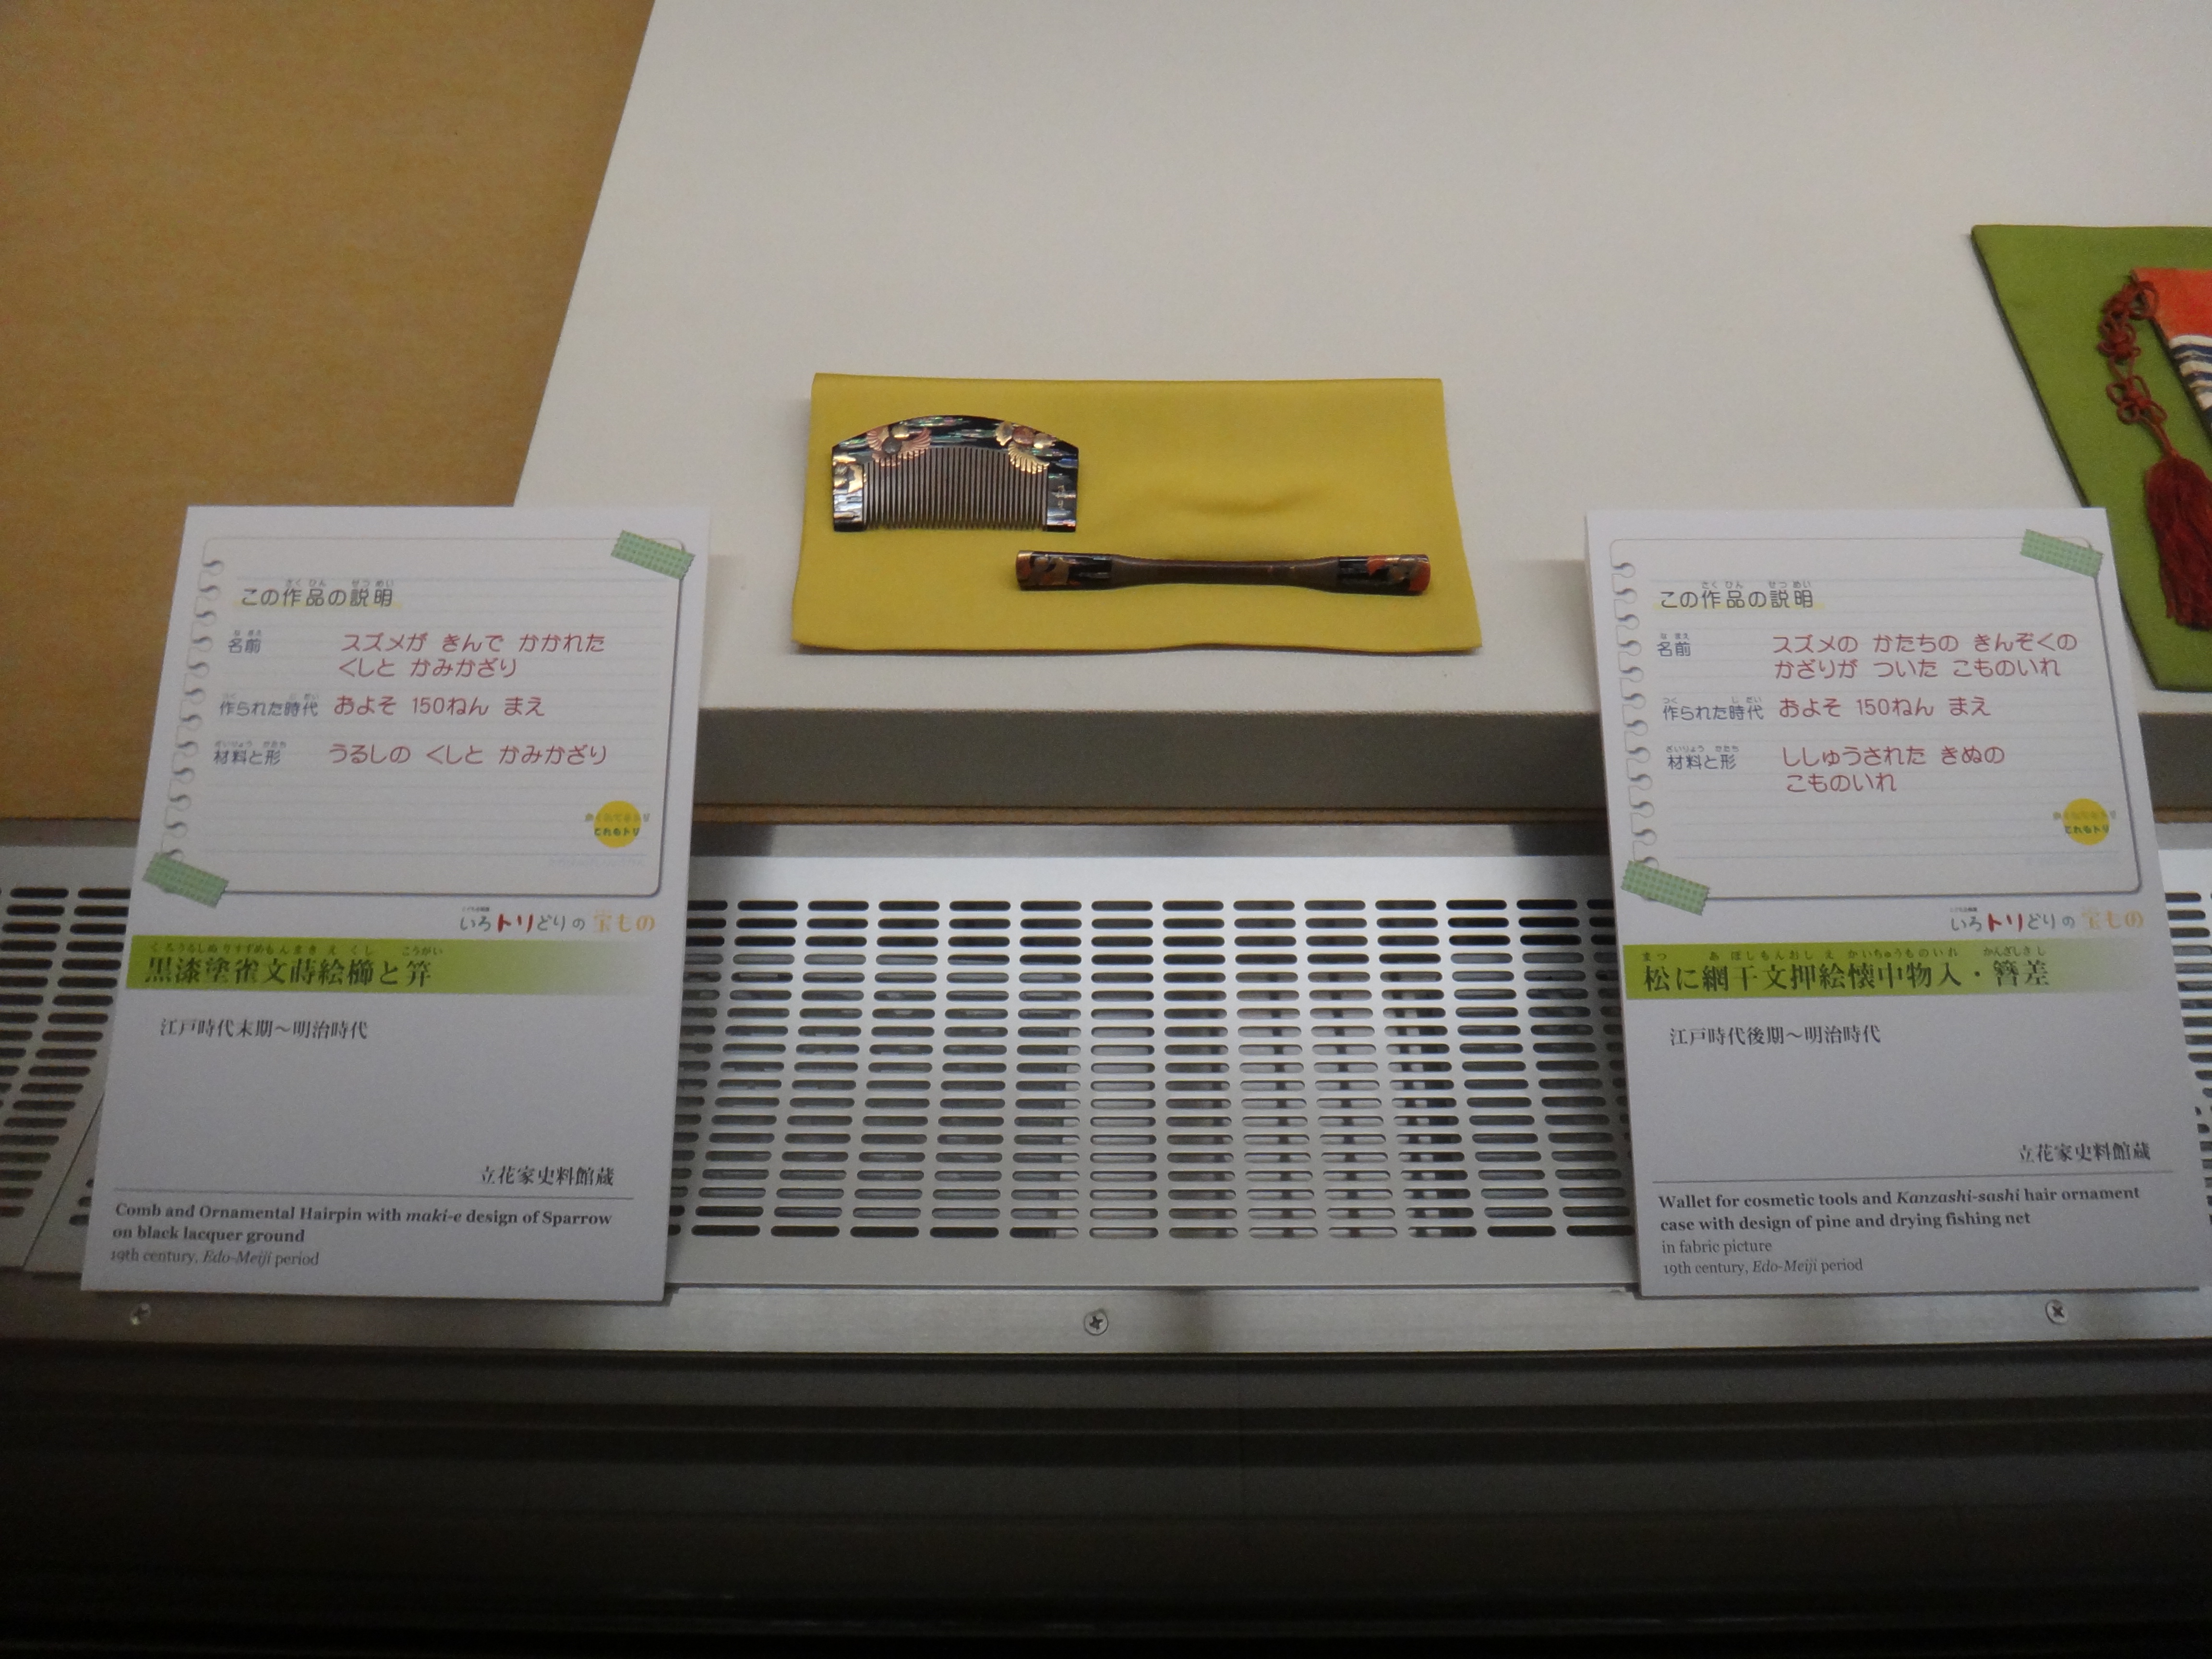 この作品の説明
名前 スズメが きんで かかれた
くしと かみかざり
作られた時代 およそ 150ねん まえ
材料と形 うるしの くしと かみかざり
これもトリ
いろトリどりの宝もの
黒漆塗雀文蒔絵櫛と笄
江戸時代末期～明治時代
立花家史料館蔵
Comb and Ornamental Hairpin with maki-e design of Sparrow
on black lacquer ground
19th century, Edo-Meiji period
この作品の説明
名前 スズメの かたちの きんぞくの
かざりが ついた こものいれ
作られた時代 およそ 150ねん まえ
材料と形 ししゅうされた きぬの
こものいれ
これもトリ
いろトリどりの宝もの
松に網干文押絵懐中物入・簪差
江戸時代後期～明治時代
立花家史料館蔵
Wallet for cosmetic tools and Kanzashi-sashi hair ornament
case with design of pine and drying fishing net
in fabric picture
19th century, Edo-Meiji period